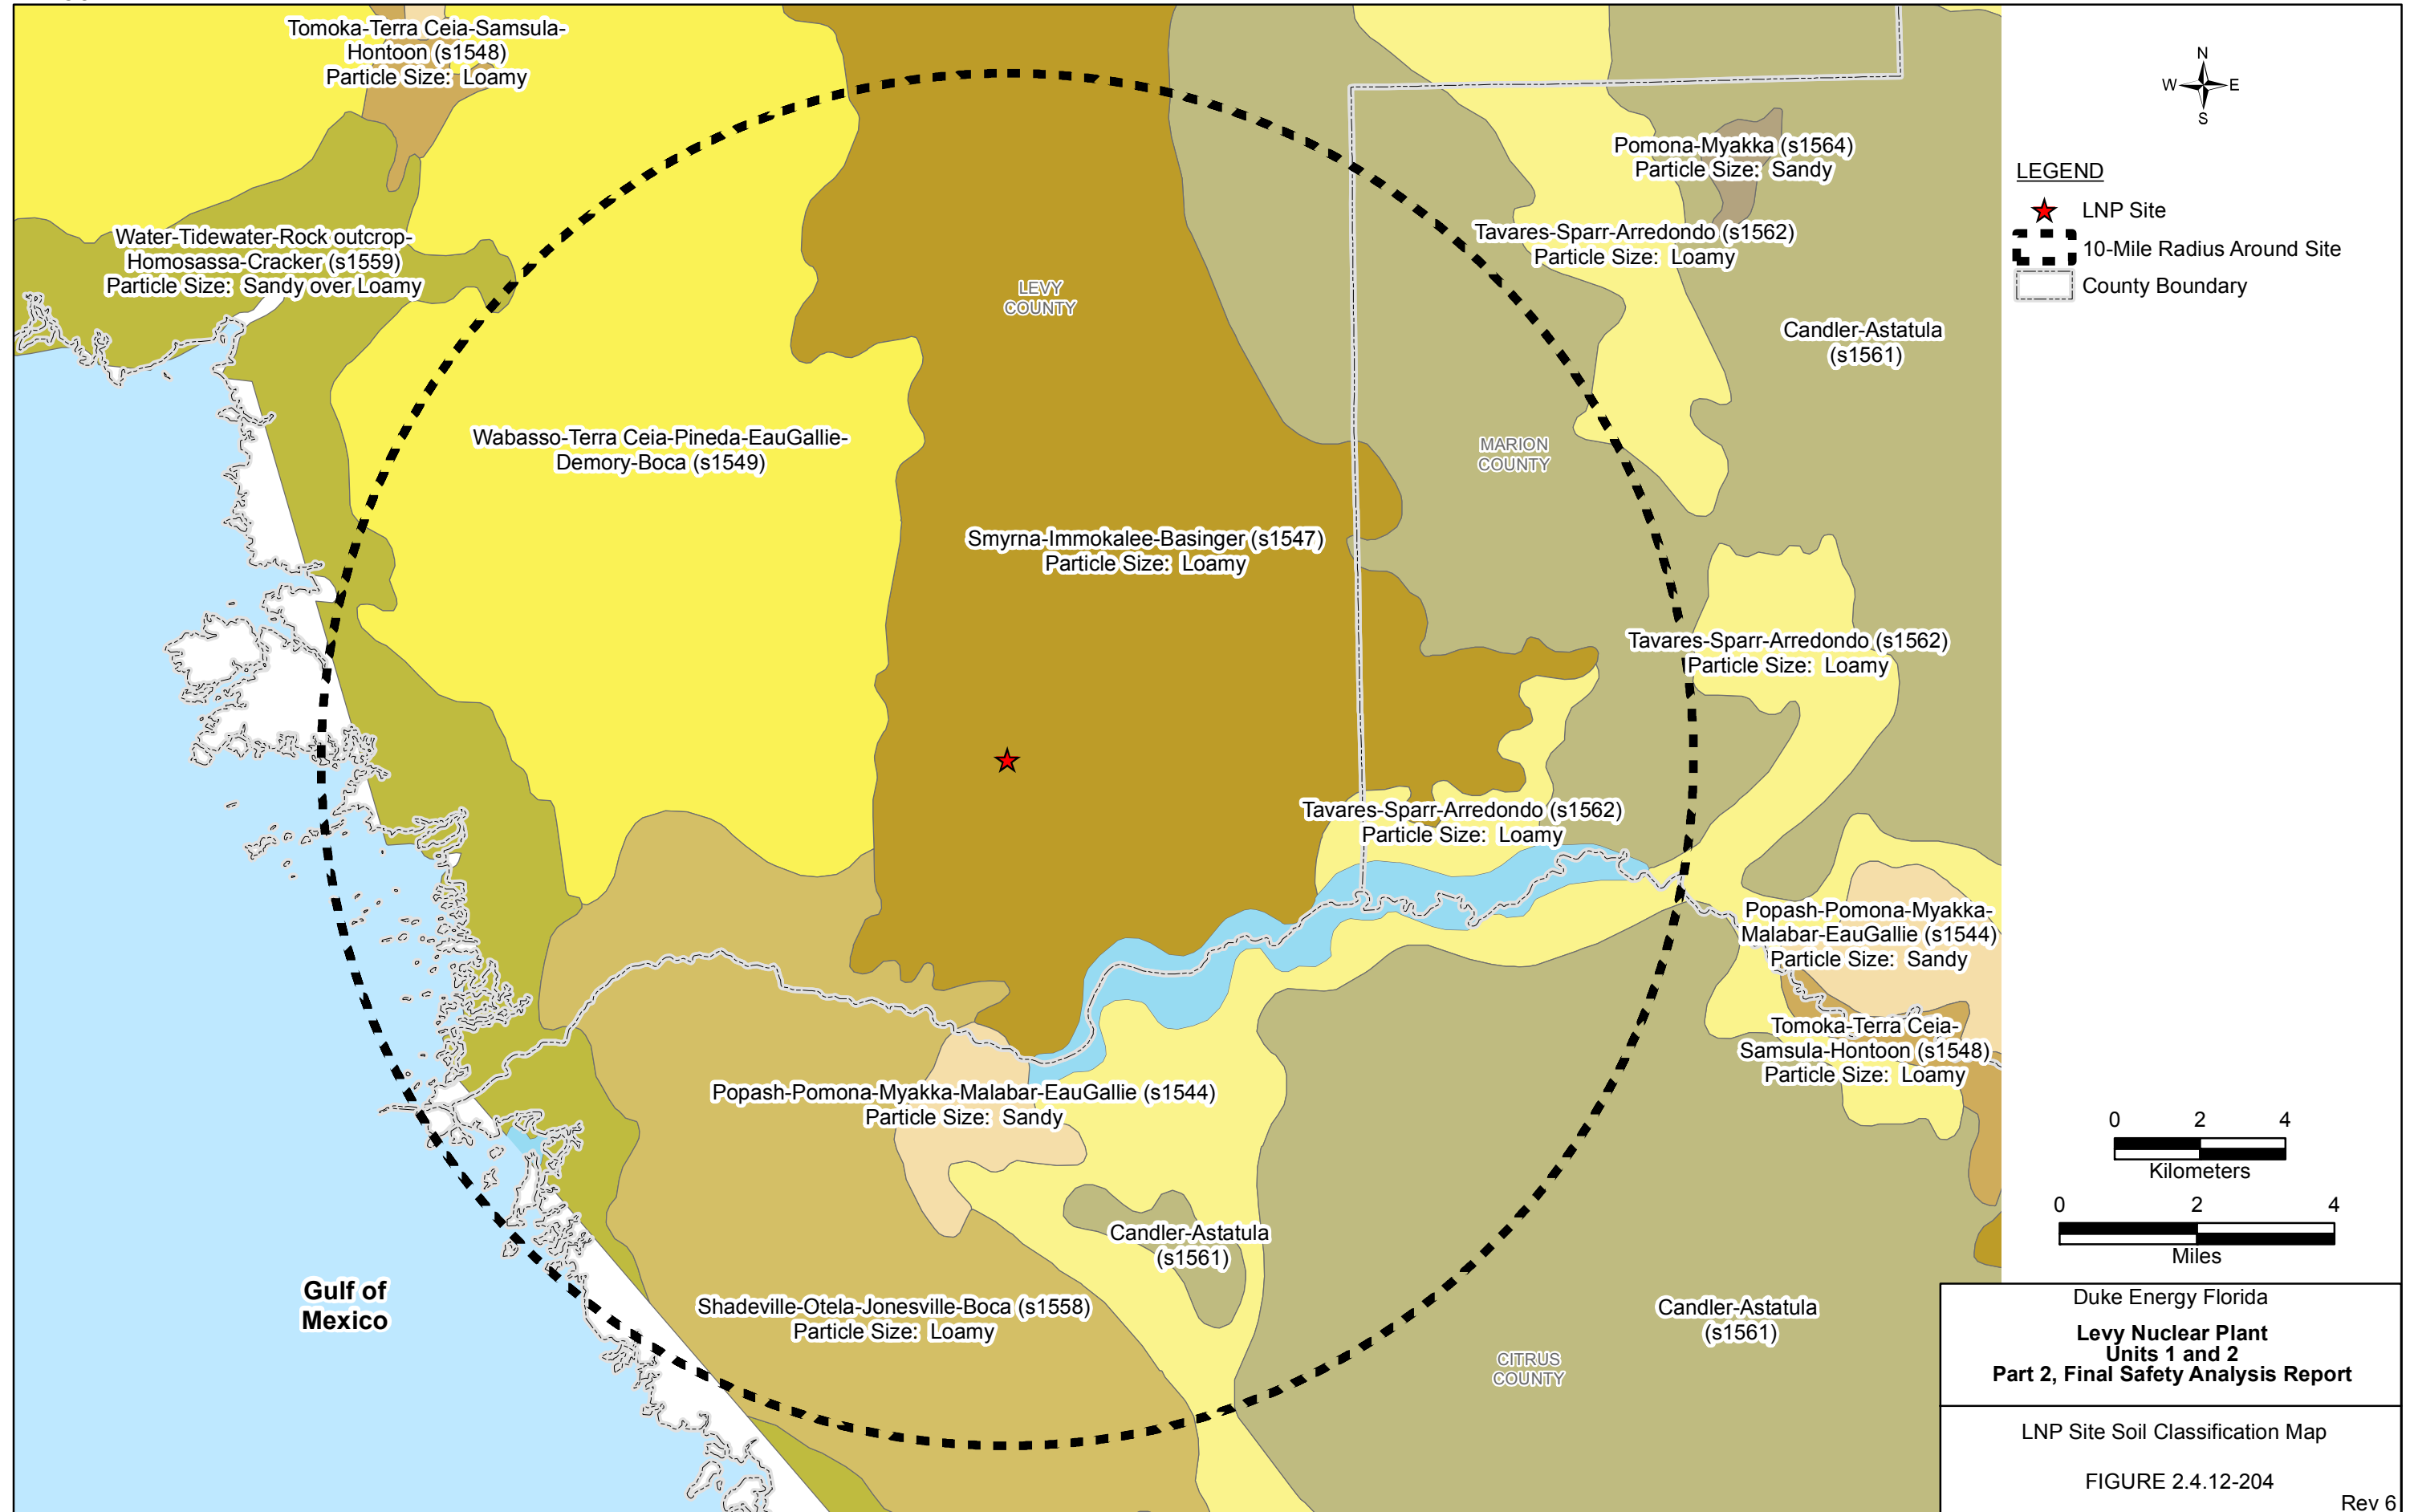 Tomoka-Terra Ceia-Samsula-
Hontoon (s1548)
Particle Size: Loamy
Water-Tidewater-Rock outcrop-
Homosassa-Cracker (s1559)
Particle Size: Sandy over Loamy
LEVY
COUNTY
Pomona-Myakka (s1564)
Particle Size: Sandy
Tavares-Sparr-Arredondo (s1562)
Particle Size: Loamy
Candler-Astatula
(s1561)
Wabasso-Terra Ceia-Pineda-EauGallie-
Demory-Boca (s1549)
MARION
COUNTY
Smyrna-Immokalee-Basinger (s1547)
Particle Size: Loamy
Tavares-Sparr-Arredondo (s1562)
Particle Size: Loamy
Tavares-Sparr-Arredondo (s1562)
Particle Size: Loamy
Popash-Pomona-Myakka-
Malabar-EauGallie (s1544)
Particle Size: Sandy
Tomoka-Terra Ceia-
Samsula-Hontoon (s1548)
Particle Size: Loamy
Popash-Pomona-Myakka-Malabar-EauGallie (s1544)
Particle Size: Sandy
Candler-Astatula
(s1561)
Gulf of
Mexico
Shadeville-Otela-Jonesville-Boca (s1558)
Particle Size: Loamy
Candler-Astatula
(s1561)
CITRUS
COUNTY
N
W E
S
LEGEND
LNP Site
10-Mile Radius Around Site
County Boundary
0 2 4
Kilometers
0 2 4
Miles
Duke Energy Florida
Levy Nuclear Plant
Units 1 and 2
Part 2, Final Safety Analysis Report
LNP Site Soil Classification Map
FIGURE 2.4.12-204
Rev 6